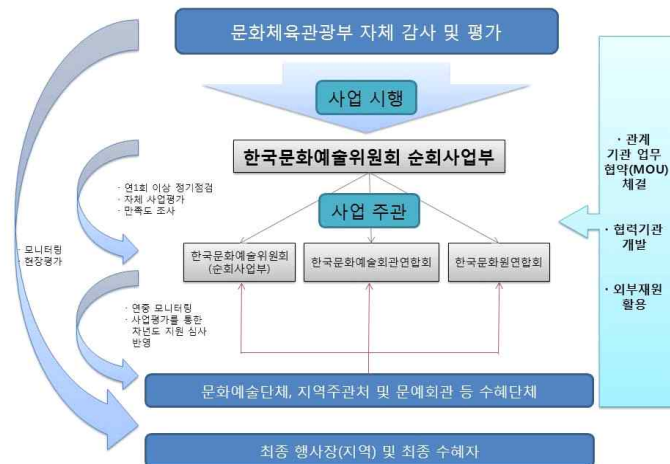 문화체육관광부 자체 감사 및 평가
사업 시행
한국문화예술위원회 순회사업부
· 관계
기관 업무
협약(MOU)
체결
· 협력기관
개발
· 외부재원
활용
· 연1회 이상 정기점검
· 자체 사업평가
· 만족도 조사
사업 주관
· 모니터링
· 현장평가
한국문화예술위원회
(순회사업부)
한국문화예술회관연합회
한국문화원연합회
· 연중 모니터링
· 사업평가를 통한
차년도 지원 심사
반영
문화예술단체, 지역주관처 및 문예회관 등 수혜단체
최종 행사장(지역) 및 최종 수혜자